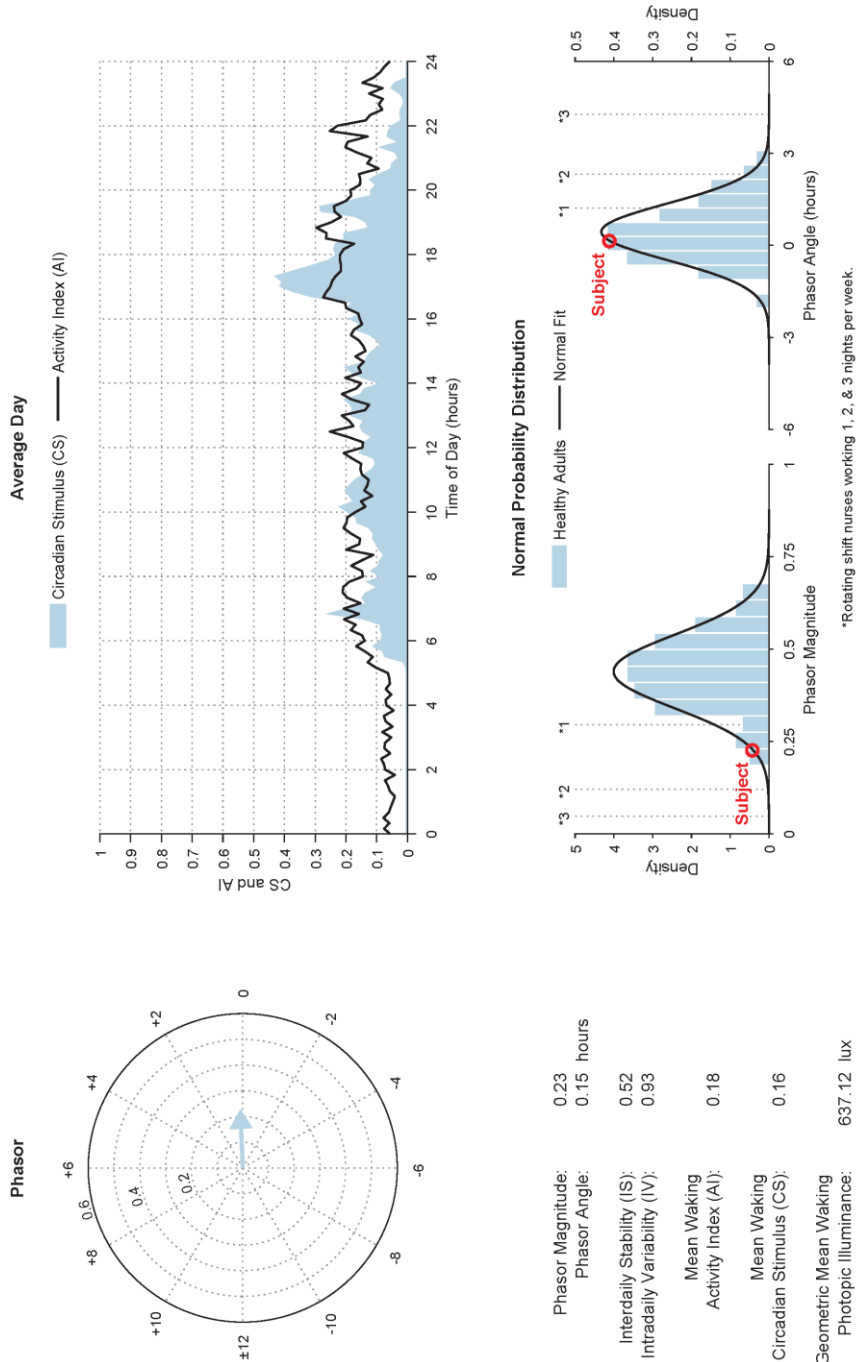 Phasor
+6
+4
+8
+2
+10
0
±12
-2
-10
-4
-8
-6
0.6
0.4
0.2
Phasor Magnitude: 0.23
Phasor Angle: 0.15 hours
Interdaily Stability (IS): 0.52
Intradaily Variability (IV): 0.93
Mean Waking
Activity Index (AI): 0.18
Mean Waking
Circadian Stimulus (CS): 0.16
Geometric Mean Waking
Photopic Illuminance: 637.12 lux
Average Day
Circadian Stimulus (CS) Activity Index (AI)
CS and AI
1
0.9
0.8
0.7
0.6
0.5
0.4
0.3
0.2
0.1
0
0 2 4 6 8 10 12 14 16 18 20 22 24
Time of Day (hours)
Normal Probability Distribution
Healthy Adults Normal Fit
Density
5
4
3
2
1
0
*3 *2 *1
Subject
0 0.25 0.5 0.75 1
Phasor Magnitude
Subject
*1 *2 *3
0.5
0.4
0.3
0.2
0.1
0
Density
-6 -3 0 3 6
Phasor Angle (hours)
*Rotating shift nurses working 1, 2, & 3 nights per week.